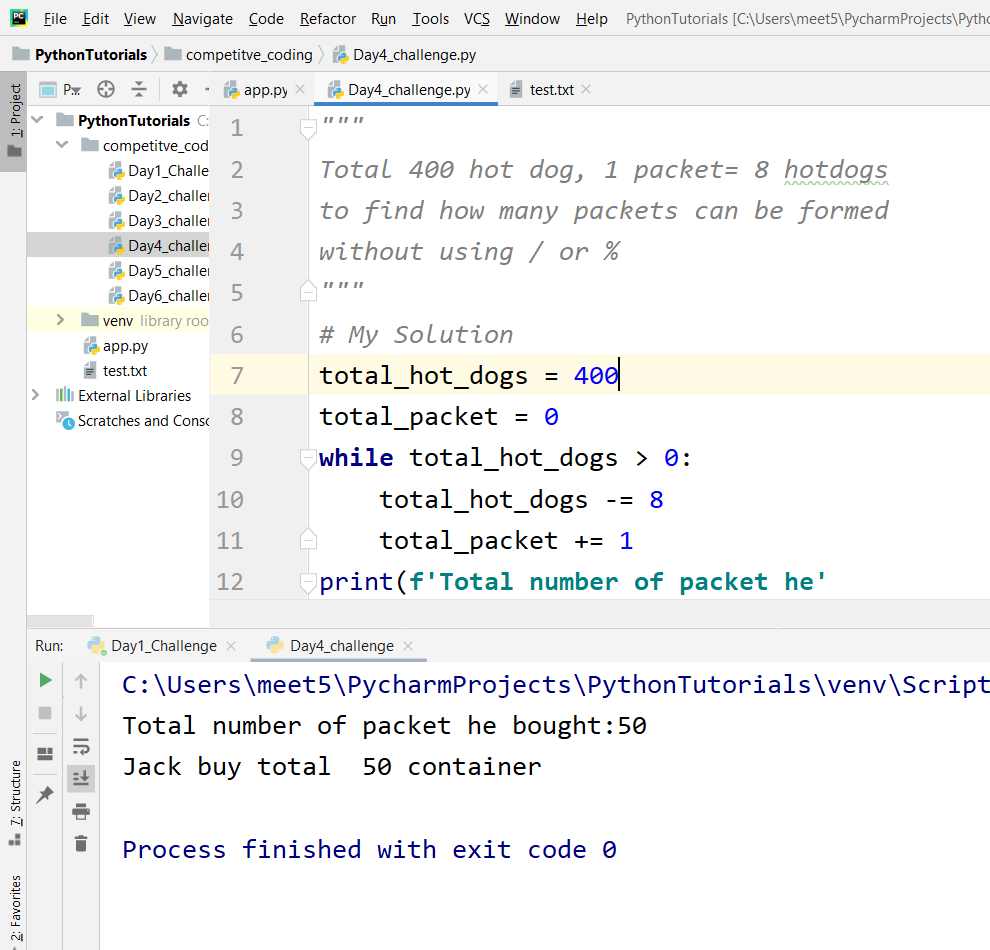 PC File Edit View Navigate Code Refactor Run Tools VCS Window Help PythonTutorials [C:\Users\meet5\PycharmProjects\Pytho
PythonTutorials competitve_coding Day4_challenge.py
1: Project
P... app.py Day4_challenge.py test.txt
PythonTutorials C:
competitve_cod
Day1_Challe
Day2_challer
Day3_challer
Day4_challer
Day5_challer
Day6_challer
venv library roo
app.py
test.txt
External Libraries
Scratches and Conso
1 """
2 Total 400 hot dog, 1 packet= 8 hotdogs
3 to find how many packets can be formed
4 without using / or %
5 """
6 # My Solution
7 total_hot_dogs = 400
8 total_packet = 0
9 while total_hot_dogs > 0:
10 total_hot_dogs -= 8
11 total_packet += 1
12 print(f'Total number of packet he'
Run: Day1_Challenge Day4_challenge
C:\Users\meet5\PycharmProjects\PythonTutorials\venv\Script
Total number of packet he bought:50
Jack buy total  50 container
Process finished with exit code 0
7: Structure
2: Favorites